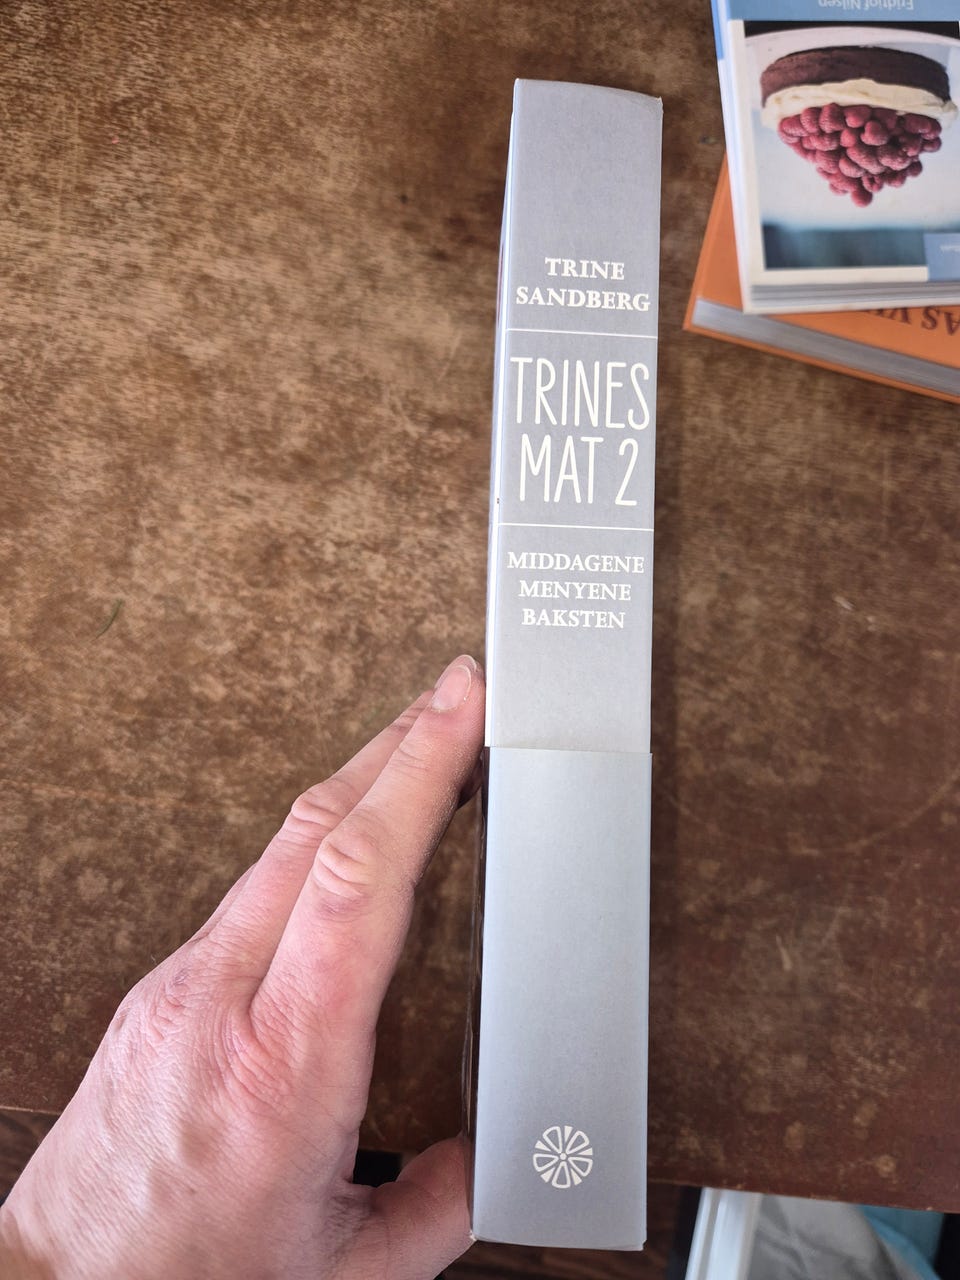 TRINE
SANDBERG
TRINES
MAT 2
MIDDAGENE
MENYENE
BAKSTEN
Fridtjof Nilsen